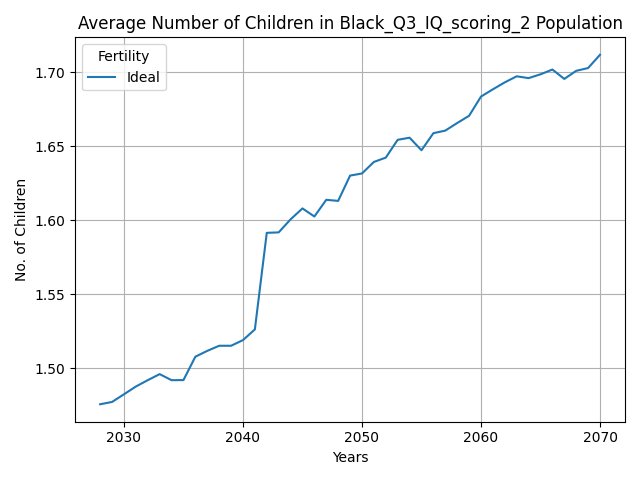 Average Number of Children in Black_Q3_IQ_scoring_2 Population
Fertility
Ideal
No. of Children
1.70
1.65
1.60
1.55
1.50
2030 2040 2050 2060 2070
Years